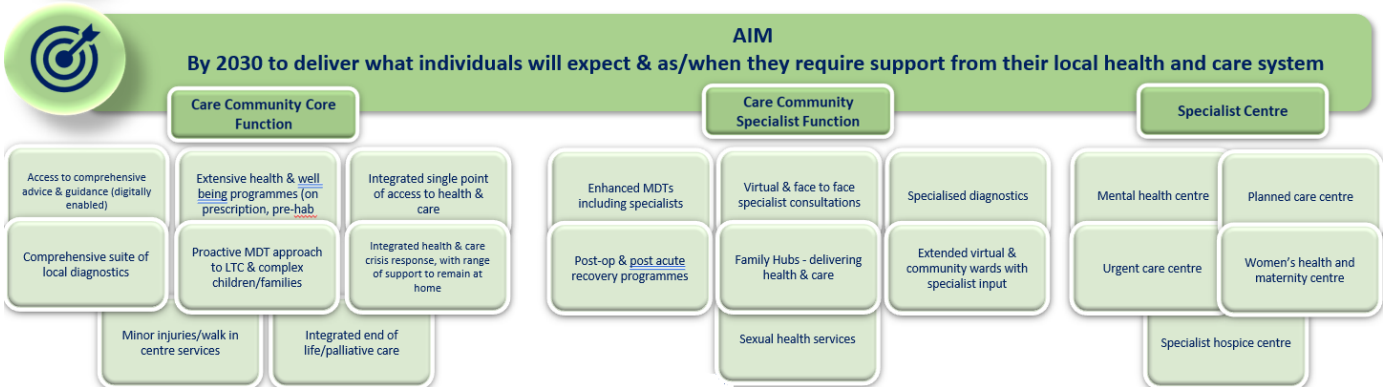 AIM
By 2030 to deliver what individuals will expect & as/when they require support from their local health and care system
Care Community Core
Function
Access to comprehensive
advice & guidance (digitally
enabled)
Extensive health & well
being programmes (on
prescription, pre-hab
Integrated single point
of access to health &
care
Comprehensive suite of
local diagnostics
Proactive MDT approach
to LTC & complex
children/families
Integrated health & care
crisis response, with range
of support to remain at
home
Minor injuries/walk in
centre services
Integrated end of
life/palliative care
Care Community
Specialist Function
Enhanced MDTs
including specialists
Virtual & face to face
specialist consultations
Specialised diagnostics
Post-op & post acute
recovery programmes
Family Hubs - delivering
health & care
Extended virtual &
community wards with
specialist input
Sexual health services
Specialist Centre
Mental health centre
Planned care centre
Urgent care centre
Women's health and
maternity centre
Specialist hospice centre